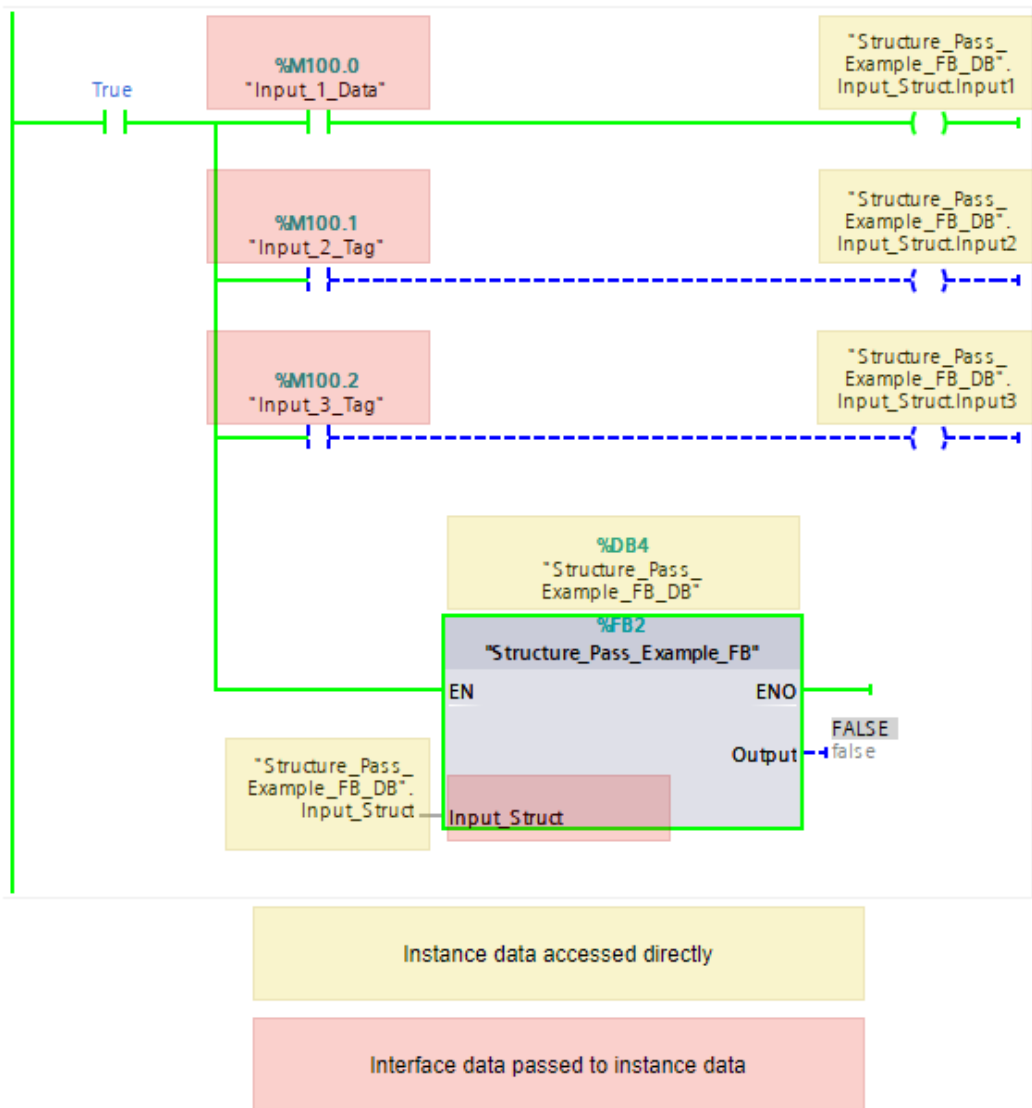 True
%M100.0
"Input_1_Data"
"Structure_Pass_
Example_FB_DB".
Input_Struct.Input1
%M100.1
"Input_2_Tag"
"Structure_Pass_
Example_FB_DB".
Input_Struct.Input2
%M100.2
"Input_3_Tag"
"Structure_Pass_
Example_FB_DB".
Input_Struct.Input3
%DB4
"Structure_Pass_
Example_FB_DB"
%FB2
"Structure_Pass_Example_FB"
EN
ENO
FALSE
false
Output
"Structure_Pass_
Example_FB_DB".
Input_Struct
Input_Struct
Instance data accessed directly
Interface data passed to instance data